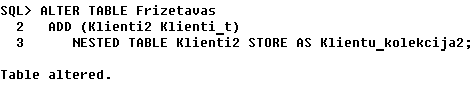 SQL> ALTER TABLE Frizetavas
  2   ADD (Klienti2 Klienti_t)
  3      NESTED TABLE Klienti2 STORE AS Klientu_kolekcija2;
Table altered.